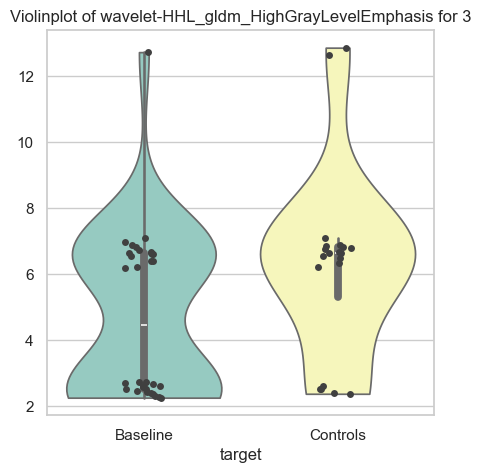 Violinplot of wavelet-HHL_gldm_HighGrayLevelEmphasis for 3
12
10
8
6
4
2
Baseline
Controls
target